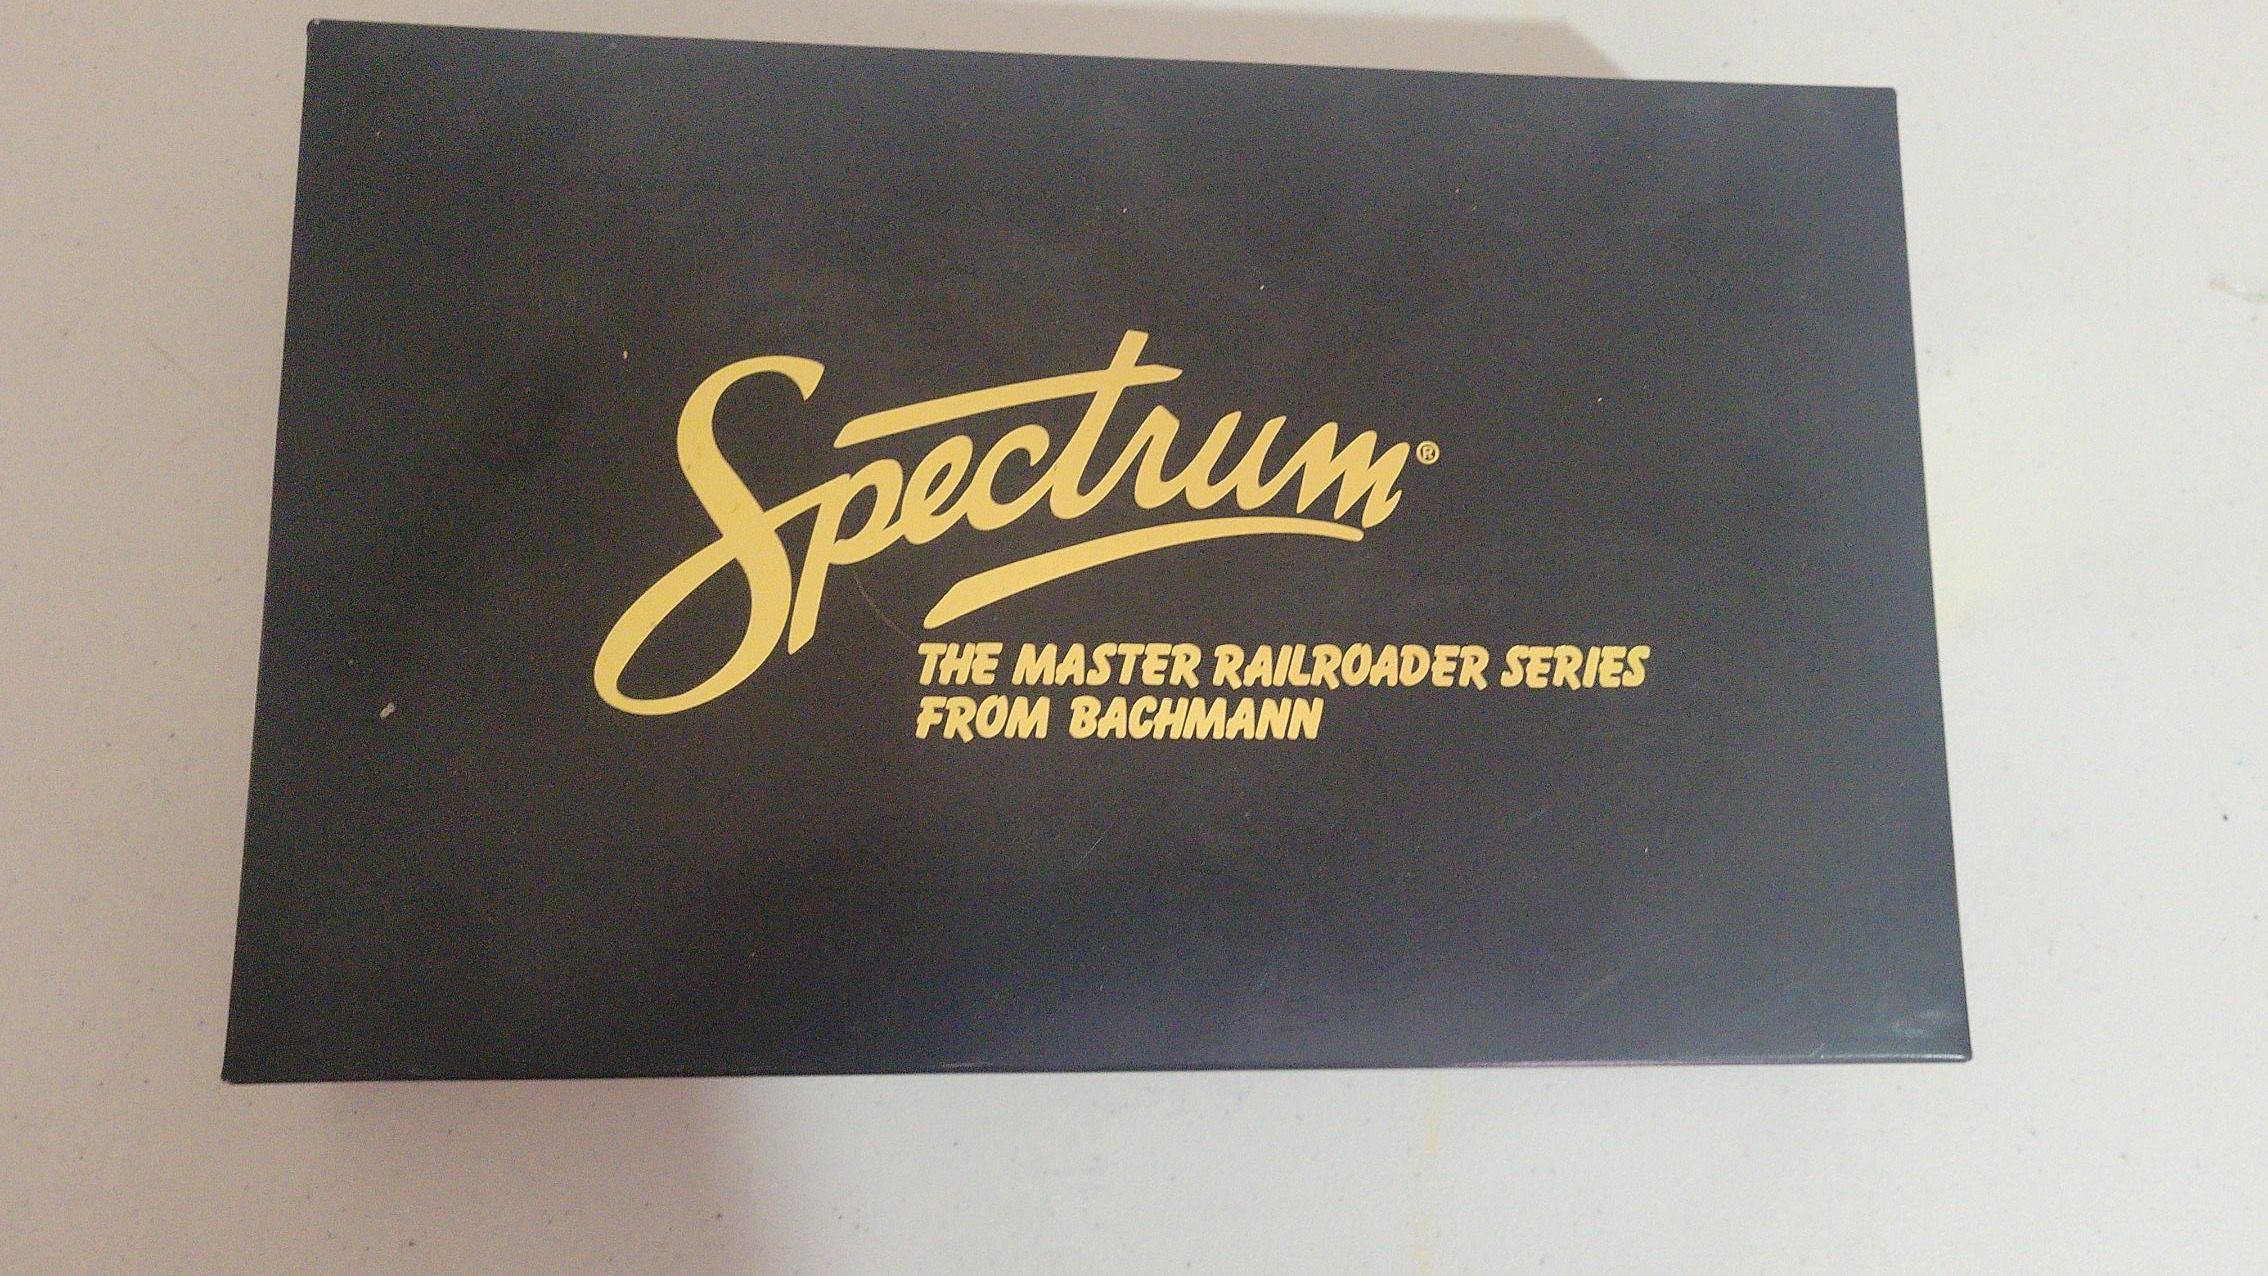 Spectrum®
THE MASTER RAILROADER SERIES
FROM BACHMANN